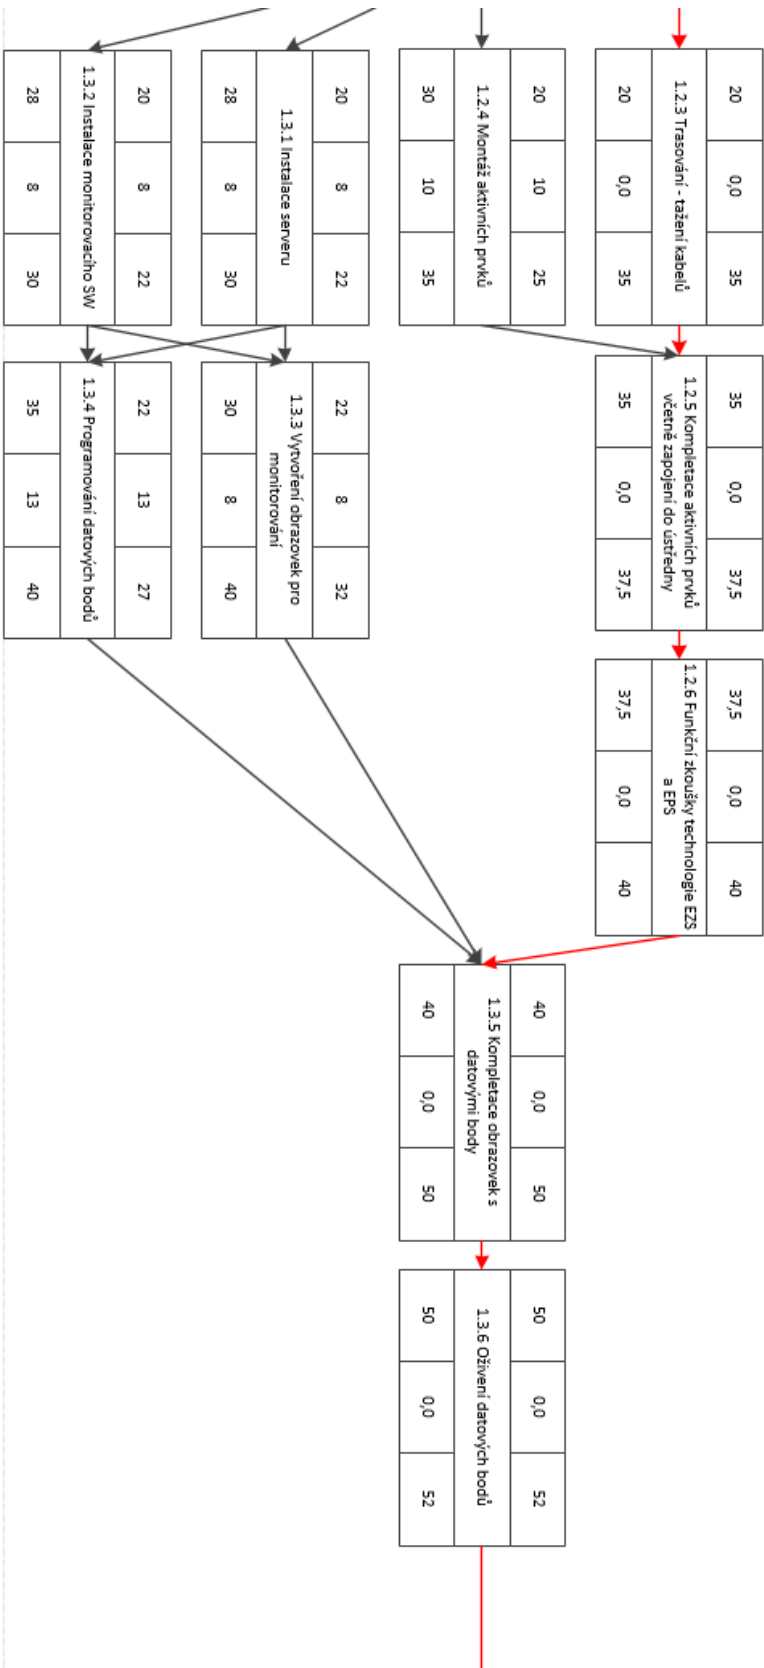 20 0,0 35
1.2.3 Trasování - tažení kabelů
20 0,0 35
35 0,0 37,5
1.2.5 Kompletace aktivních prvků
včetně zapojení do ústředny
35 0,0 37,5
37,5 0,0 40
1.2.6 Funkční zkoušky technologie EZS
a EPS
37,5 0,0 40
20 10 25
1.2.4 Montáž aktivních prvků
30 10 35
40 0,0 50
1.3.5 Kompletace obrazovek s
datovými body
40 0,0 50
50 0,0 52
1.3.6 Oživení datových bodů
50 0,0 52
20 8 22
1.3.1 Instalace serveru
28 8 30
22 8 32
1.3.3 Vytvoření obrazovek pro
monitorování
30 8 40
20 8 22
1.3.2 Instalace monitorovacího SW
28 8 30
22 13 27
1.3.4 Programování datových bodů
35 13 40